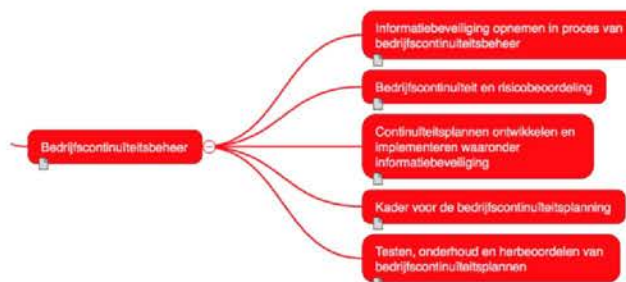 Informatiebeveiliging opnemen in proces van
bedrijfscontinuïteitsbeheer
Bedrijfscontinuïteit en risicobeoordeling
Bedrijfscontinuïteitsbeheer
Continuïteitsplannen ontwikkelen en
implementeren waaronder
informatiebeveiliging
Kader voor de bedrijfscontinuïteitsplanning
Testen, onderhoud en herbeoordelen van
bedrijfscontinuïteitsplannen